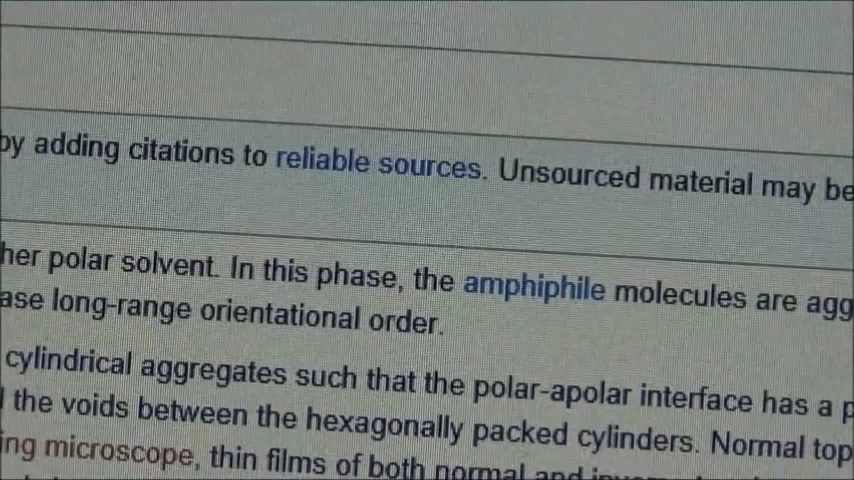 by adding citations to reliable sources. Unsourced material may be
her polar solvent. In this phase, the amphiphile molecules are agg
ase long-range orientational order.
cylindrical aggregates such that the polar-apolar interface has a p
the voids between the hexagonally packed cylinders. Normal top
ing microscope, thin films of both normal and